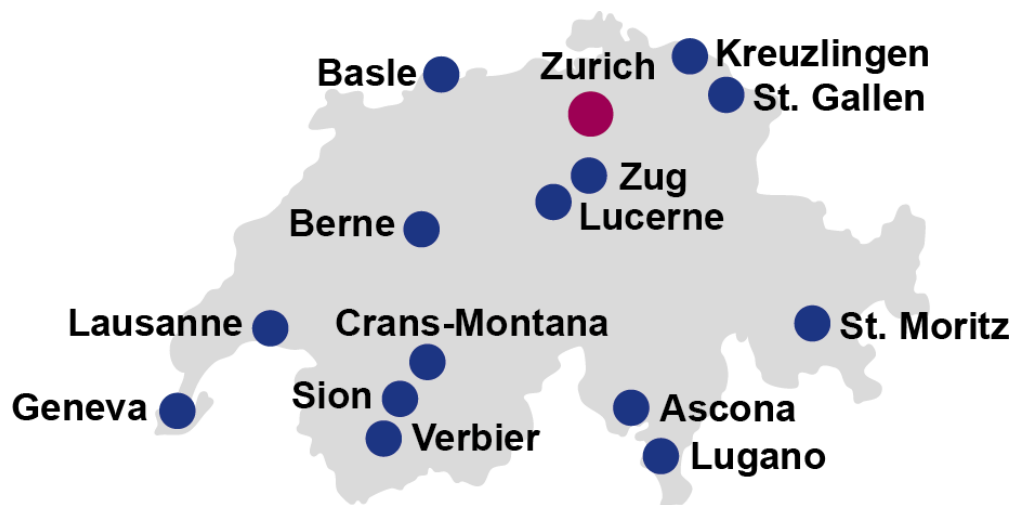 Kreuzlingen
Zurich
Basle
St. Gallen
Zug
Lucerne
Berne
Lausanne
Crans-Montana
St. Moritz
Sion
Geneva
Ascona
Verbier
Lugano